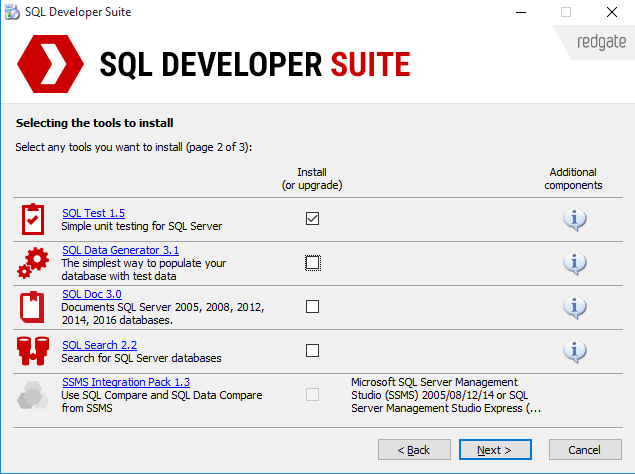 SQL Developer Suite
redgate
SQL DEVELOPER SUITE
Selecting the tools to install
Select any tools you want to install (page 2 of 3):
Install
(or upgrade)
Additional
components
SQL Test 1.5
Simple unit testing for SQL Server
SQL Data Generator 3.1
The simplest way to populate your
database with test data
SQL Doc 3.0
Documents SQL Server 2005, 2008, 2012,
2014, 2016 databases.
SQL Search 2.2
Search for SQL Server databases
SSMS Integration Pack 1.3
Use SQL Compare and SQL Data Compare
from SSMS
Microsoft SQL Server Management
Studio (SSMS) 2005/08/12/14 or SQL
Server Management Studio Express (...
< Back
Next >
Cancel